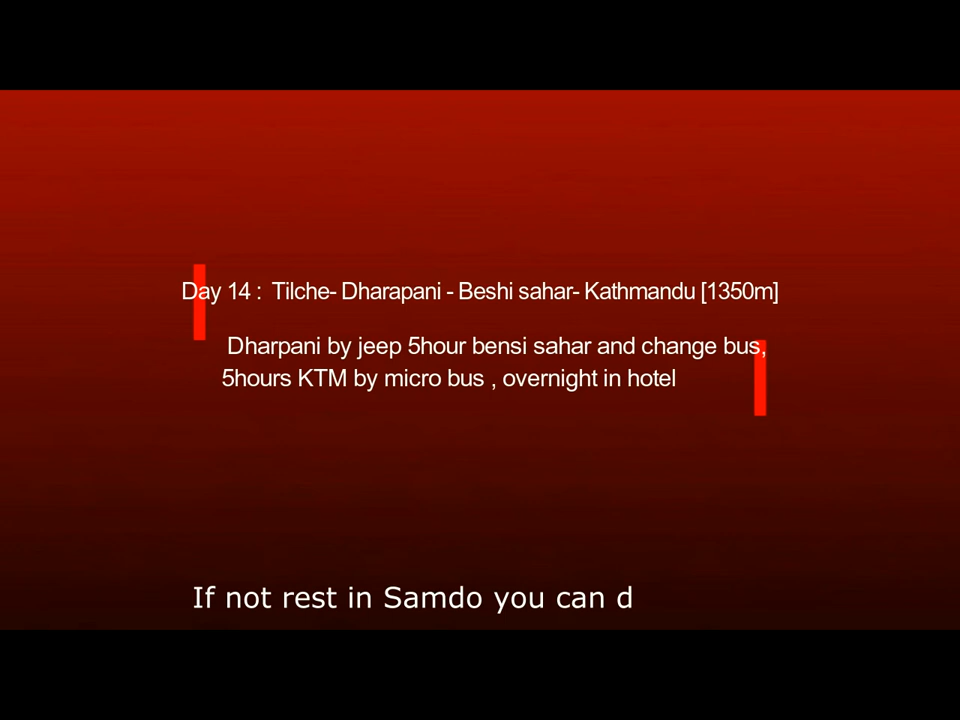 Day 14 : Tilche- Dharapani - Beshi sahar- Kathmandu [1350m]
Dharpani by jeep 5hour bensi sahar and change bus,
5hours KTM by micro bus , overnight in hotel
If not rest in Samdo you can d